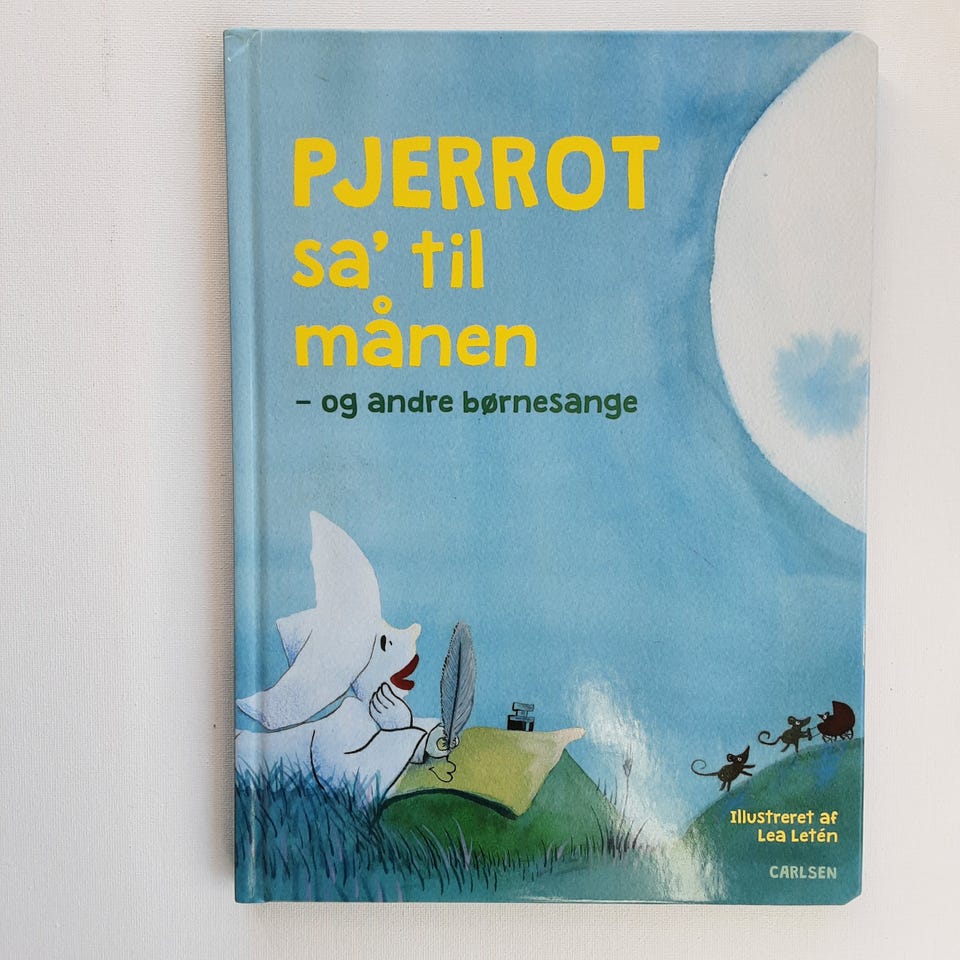 PJERROT
sa' til
månen
– og andre børnesange
Illustreret af
Lea Letén
CARLSEN